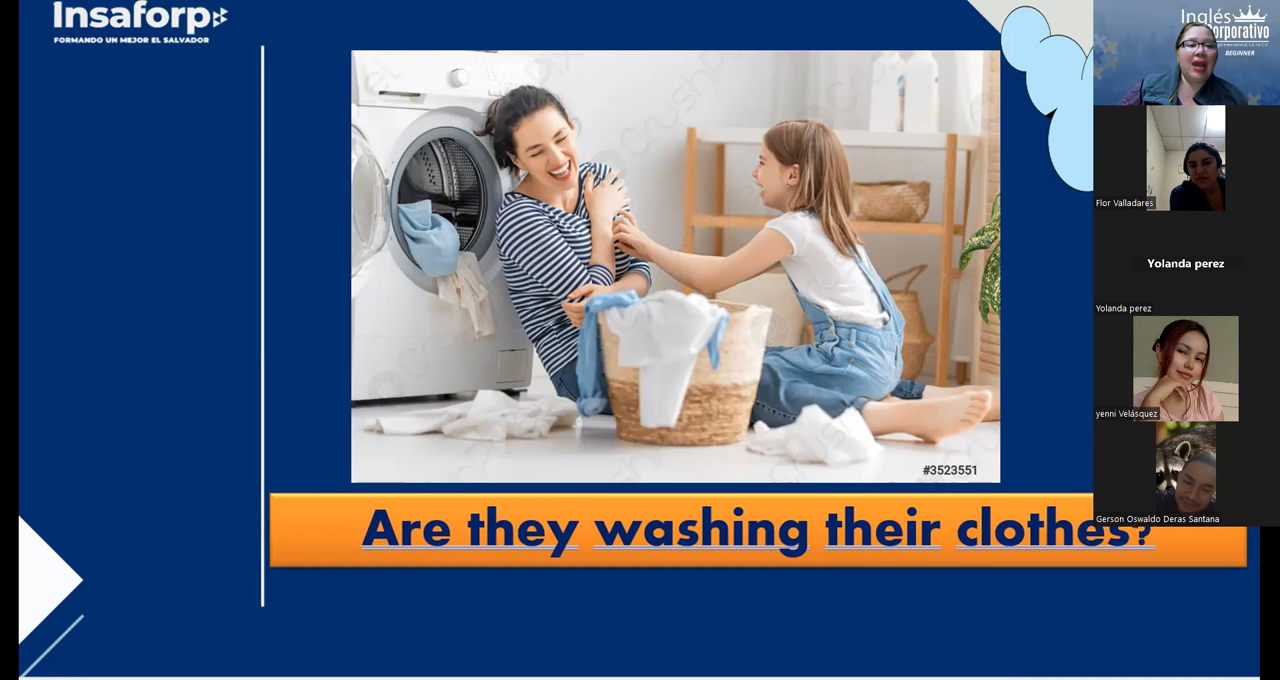 Insaforp
FORMANDO UN MEJOR EL SALVADOR
#3523551
Are they washing their clothes?
Inglés
Corporativo
BEGINNER
Flor Valladares
Yolanda perez
Yolanda perez
yenni Velásquez
Gerson Oswaldo Deras Santana